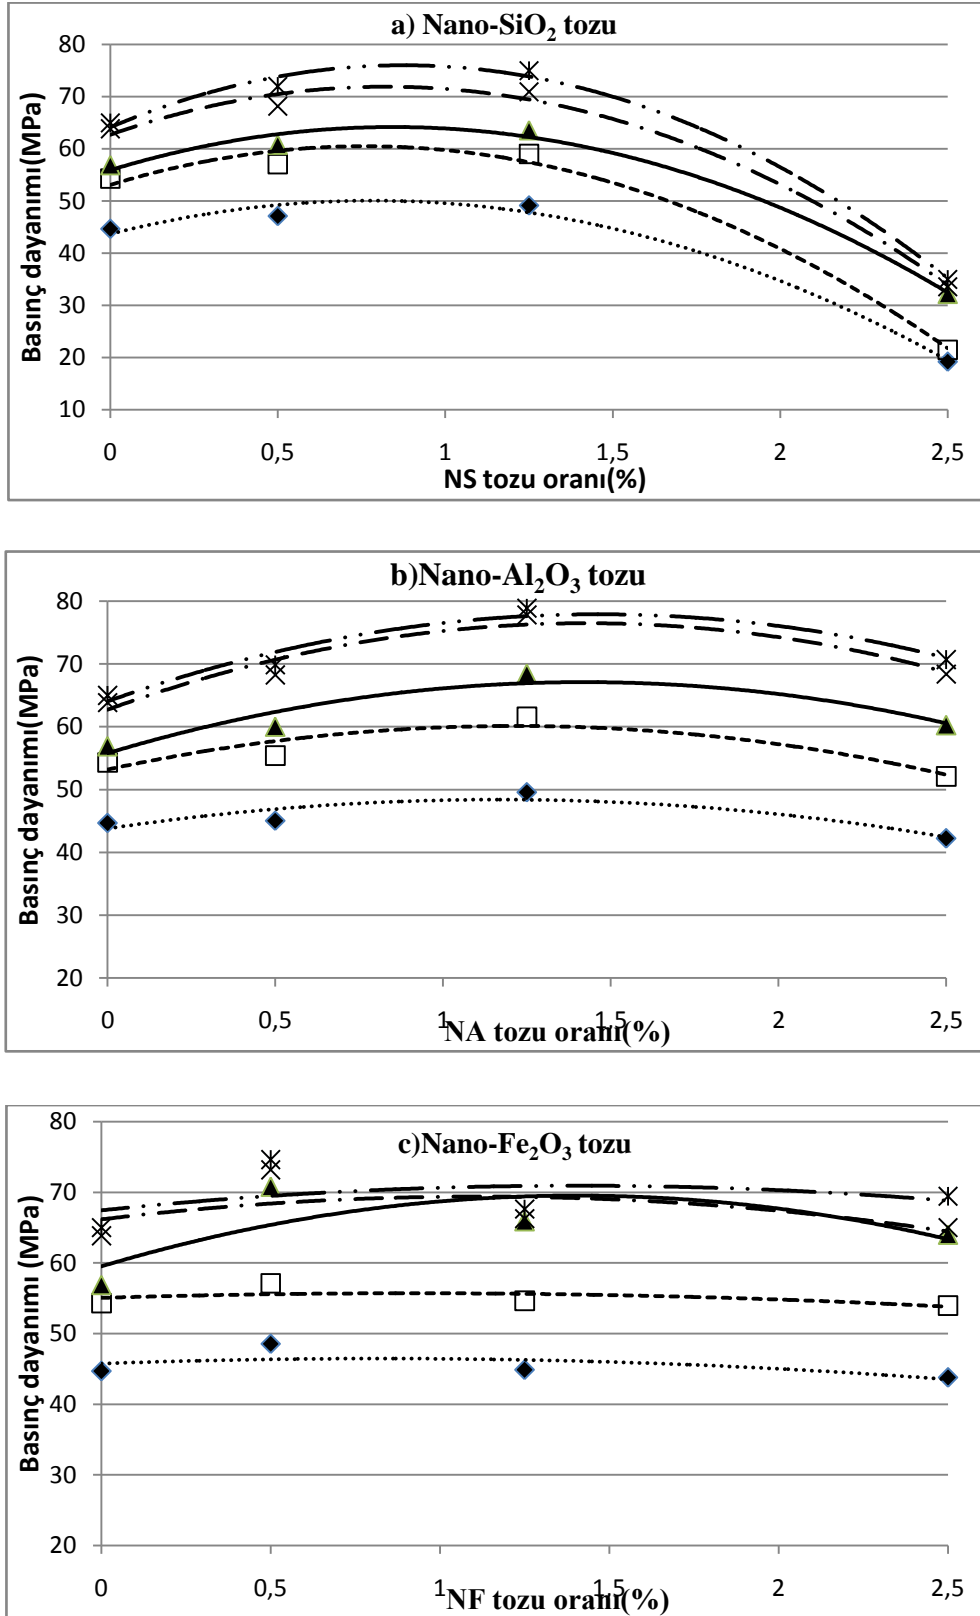 a) Nano-SiO₂ tozu
Basınç dayanımı(MPa)
80
70
60
50
40
30
20
10
0 0,5 1 1,5 2 2,5
NS tozu oranı(%)
b)Nano-Al₂O₃ tozu
Basınç dayanımı(MPa)
80
70
60
50
40
30
20
0 0,5 1 1,5 2 2,5
NA tozu oranı(%)
c)Nano-Fe₂O₃ tozu
Basınç dayanımı (MPa)
80
70
60
50
40
30
20
0 0,5 1 1,5 2 2,5
NF tozu oranı(%)